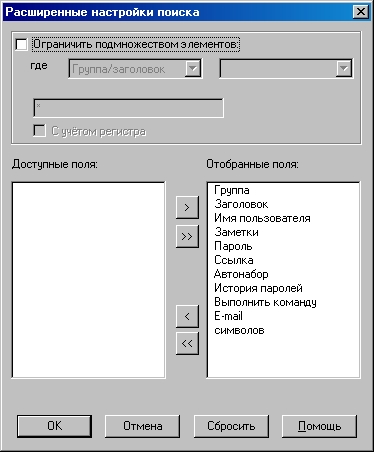 Расширенные настройки поиска
Ограничить подмножеством элементов:
где Группа/заголовок
*
С учётом регистра
Доступные поля: Отобранные поля:
Группа
Заголовок
Имя пользователя
Заметки
Пароль
Ссылка
Автонабор
История паролей
Выполнить команду
E-mail
символов
>
>>
<
<<
OK Отмена Сбросить Помощь